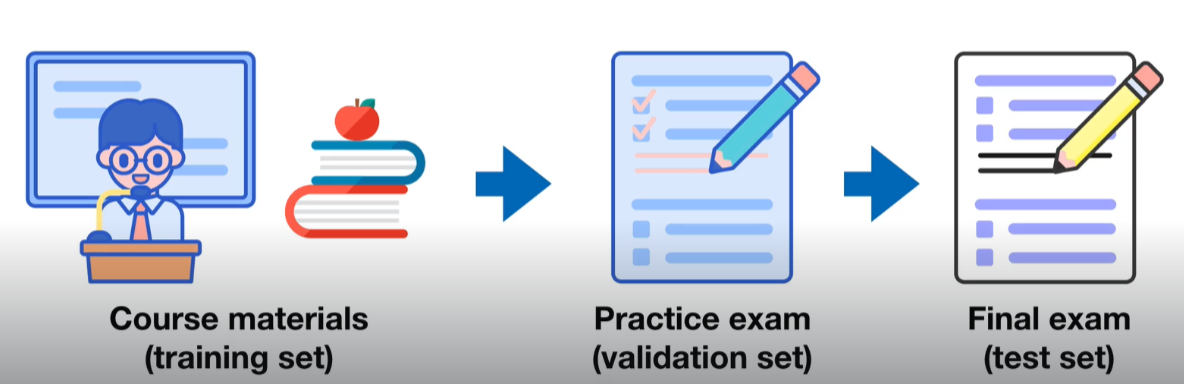 Course materials
(training set)
Practice exam
(validation set)
Final exam
(test set)